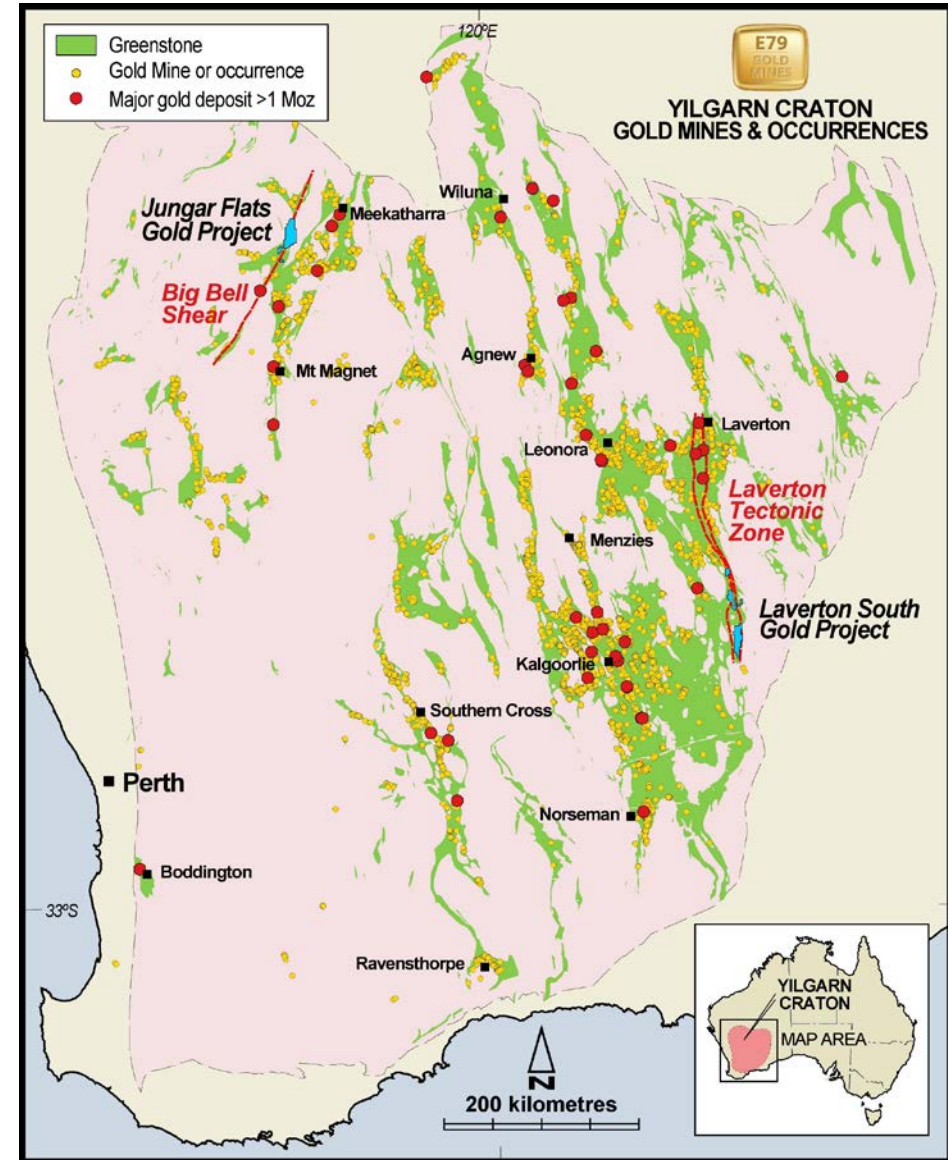 Greenstone
Gold Mine or occurrence
Major gold deposit >1 Moz
120ºE
E79
GOLD
MINES
YILGARN CRATON
GOLD MINES & OCCURRENCES
Wiluna
Jungar Flats
Gold Project
Meekatharra
Big Bell
Shear
Agnew
Mt Magnet
Laverton
Leonora
Laverton
Tectonic
Zone
Menzies
Laverton South
Gold Project
Kalgoorlie
Southern Cross
Perth
Norseman
Boddington
33ºS
Ravensthorpe
YILGARN
CRATON
MAP AREA
N
200 kilometres